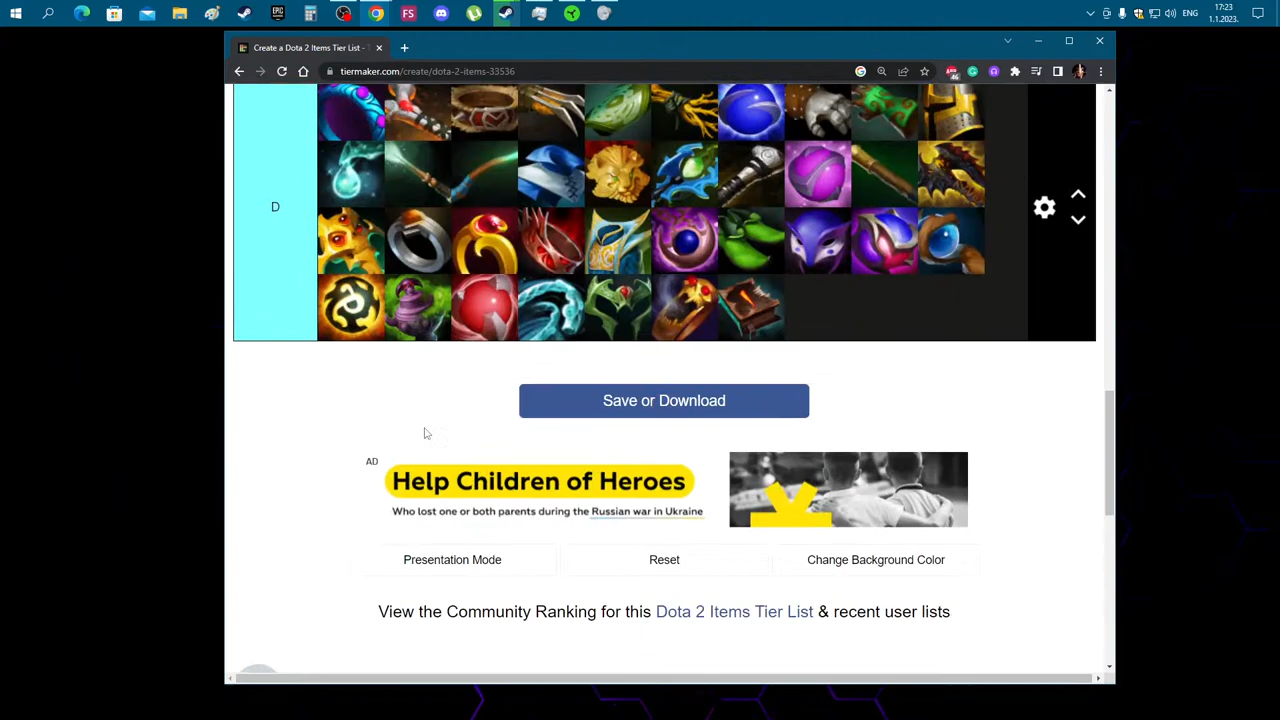 FS
ENG
17:23
1.1.2023.
Create a Dota 2 Items Tier List -
tiermaker.com/create/dota-2-items-33536
46
D
Save or Download
AD
Help Children of Heroes
Who lost one or both parents during the Russian war in Ukraine
Presentation Mode
Reset
Change Background Color
View the Community Ranking for this Dota 2 Items Tier List & recent user lists